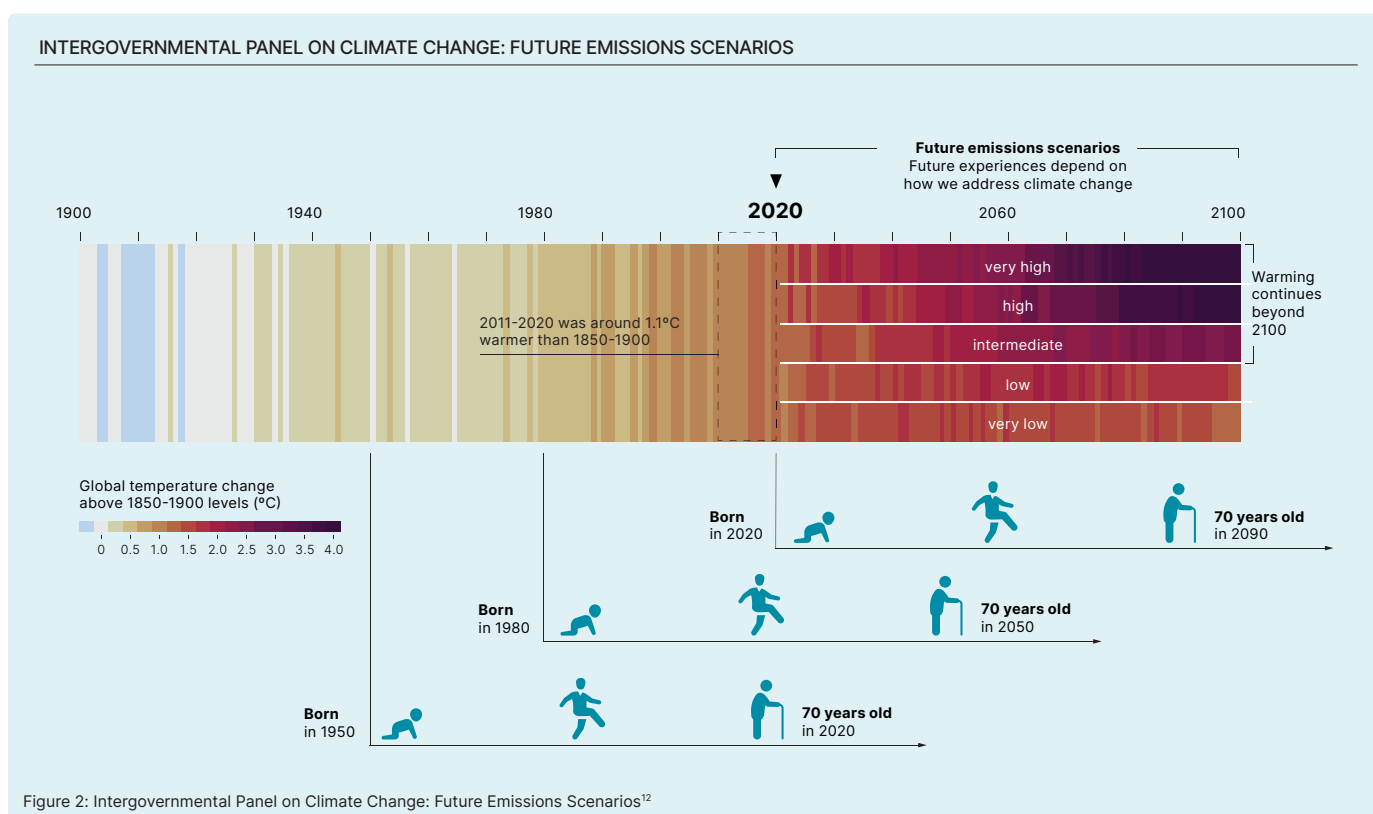 INTERGOVERNMENTAL PANEL ON CLIMATE CHANGE: FUTURE EMISSIONS SCENARIOS
Future emissions scenarios
Future experiences depend on
how we address climate change
1900
1940
1980
2020
2060
2100
very high
high
intermediate
low
very low
Warming
continues
beyond
2100
2011-2020 was around 1.1ºC
warmer than 1850-1900
Global temperature change
above 1850-1900 levels (ºC)
0 0.5 1.0 1.5 2.0 2.5 3.0 3.5 4.0
Born
in 2020
70 years old
in 2090
Born
in 1980
70 years old
in 2050
Born
in 1950
70 years old
in 2020
Figure 2: Intergovernmental Panel on Climate Change: Future Emissions Scenarios¹²